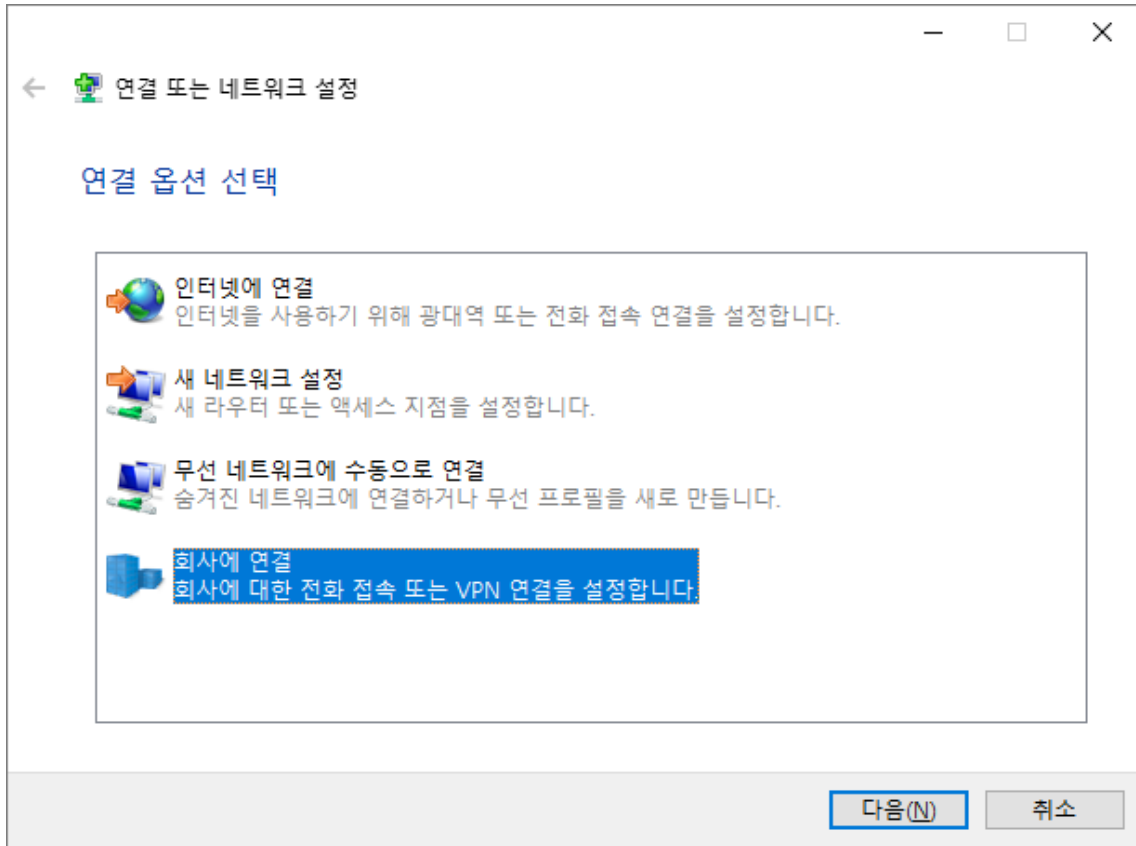 연결 또는 네트워크 설정
연결 옵션 선택
인터넷에 연결
인터넷을 사용하기 위해 광대역 또는 전화 접속 연결을 설정합니다.
새 네트워크 설정
새 라우터 또는 액세스 지점을 설정합니다.
무선 네트워크에 수동으로 연결
숨겨진 네트워크에 연결하거나 무선 프로필을 새로 만듭니다.
회사에 연결
회사에 대한 전화 접속 또는 VPN 연결을 설정합니다.
다음(N) 취소